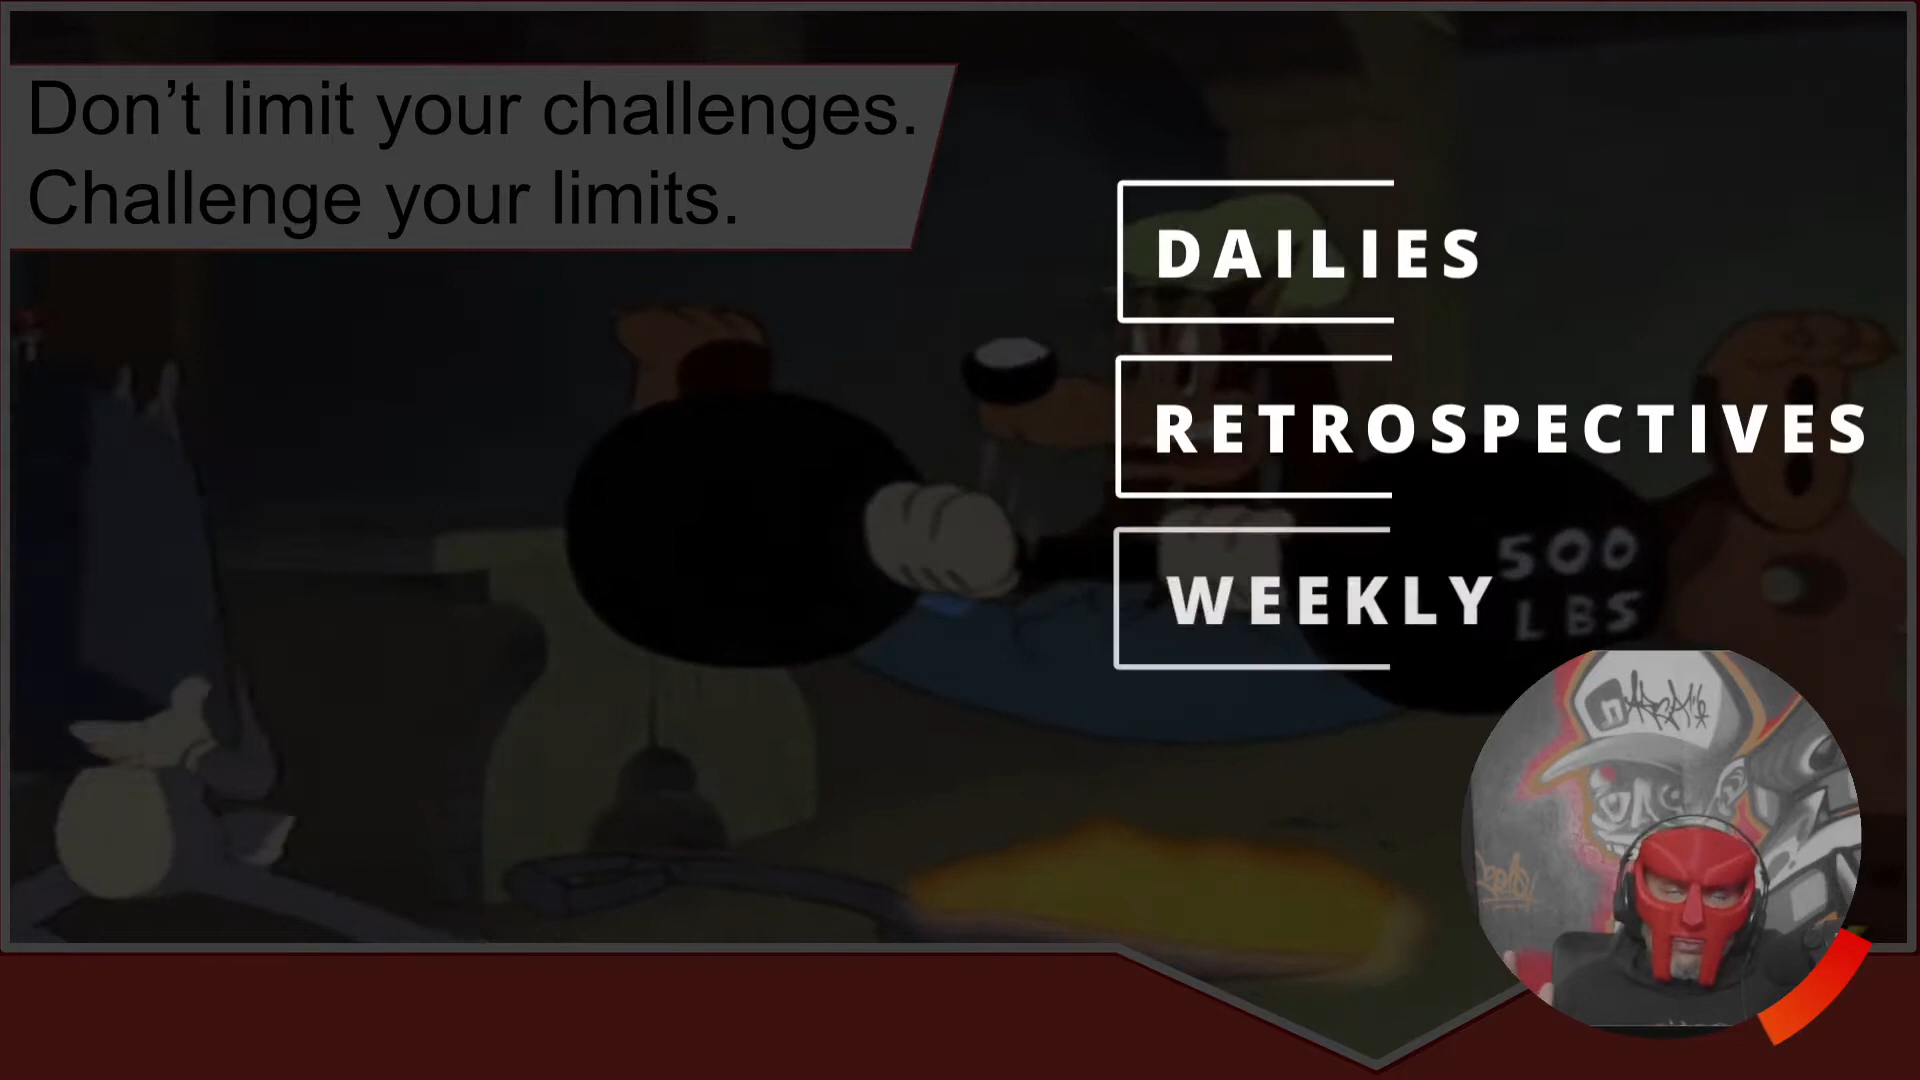 Don’t limit your challenges.
Challenge your limits.
DAILIES
RETROSPECTIVES
WEEKLY
500
LBS